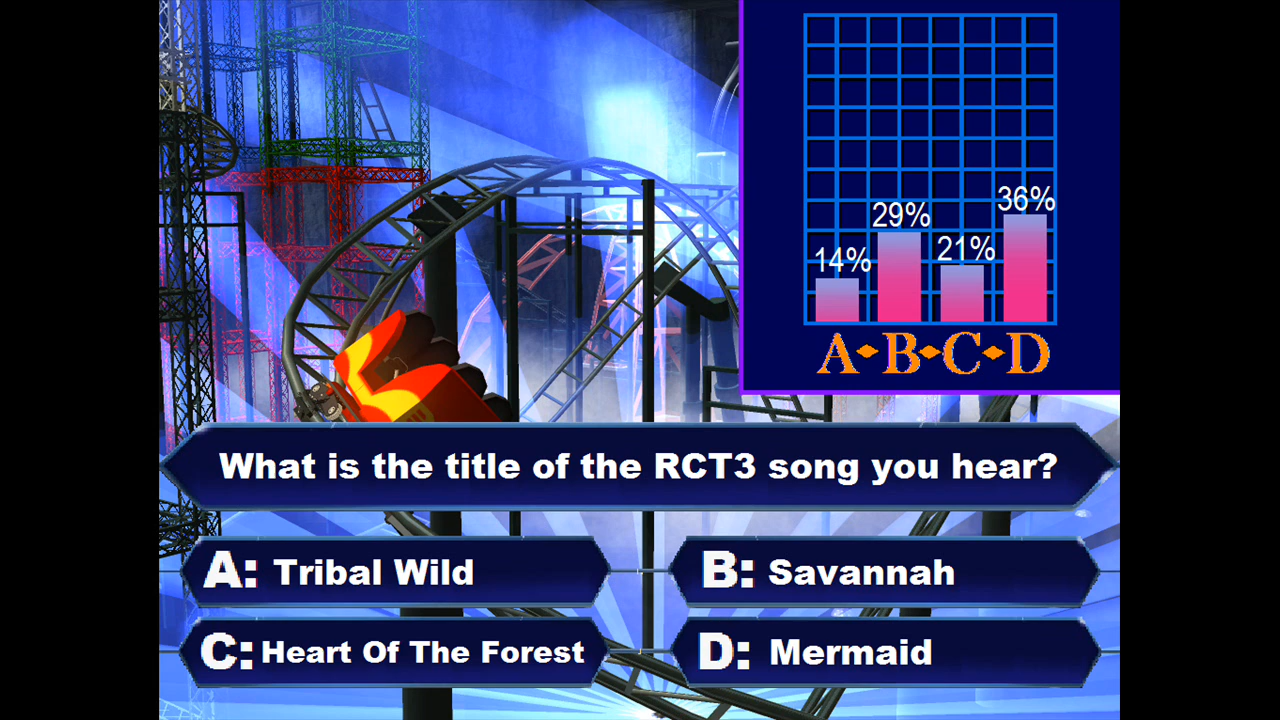 36%
29%
21%
14%
A B C D
What is the title of the RCT3 song you hear?
A: Tribal Wild
B: Savannah
C: Heart Of The Forest
D: Mermaid